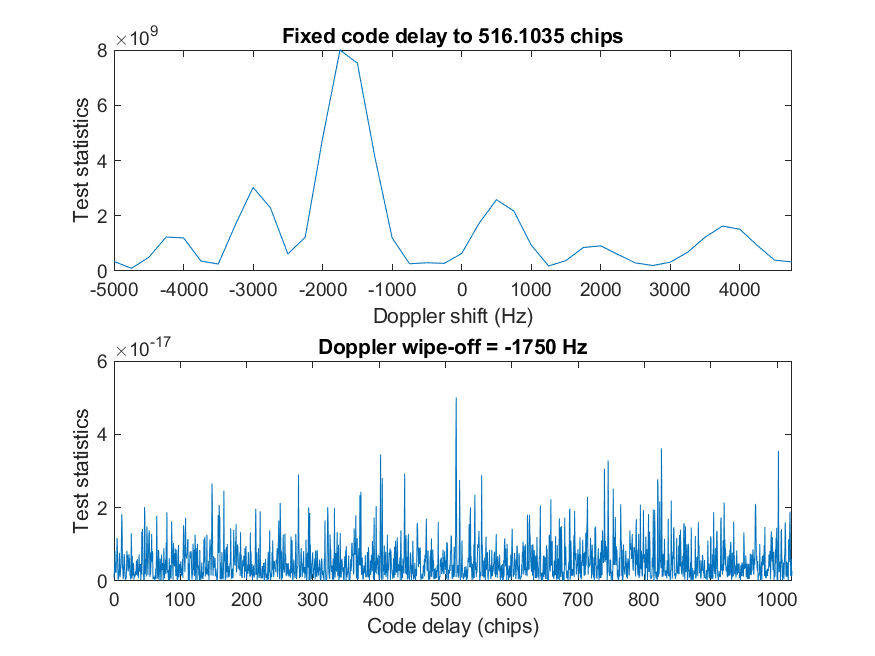 ×10⁹
Fixed code delay to 516.1035 chips
8
6
4
2
0
Test statistics
-5000 -4000 -3000 -2000 -1000 0 1000 2000 3000 4000
Doppler shift (Hz)
×10⁻¹⁷
Doppler wipe-off = -1750 Hz
6
4
2
0
Test statistics
0 100 200 300 400 500 600 700 800 900 1000
Code delay (chips)